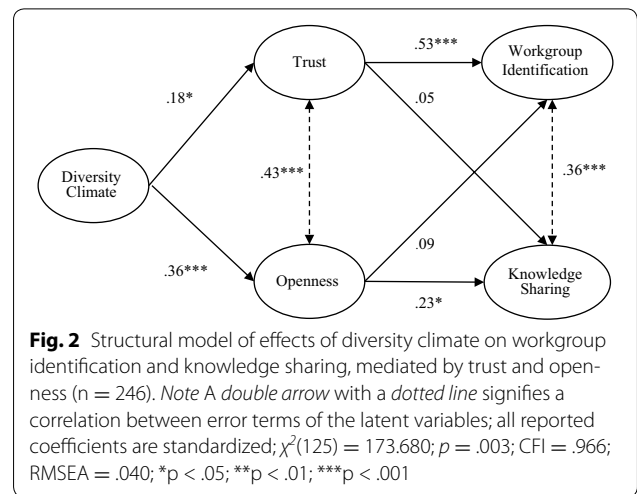 .53***
Trust
Workgroup
Identification
.18*
.05
Diversity
Climate
.43***
.36***
.36***
.09
Openness
Knowledge
Sharing
.23*
Fig. 2 Structural model of effects of diversity climate on workgroup
identification and knowledge sharing, mediated by trust and open-
ness (n = 246). Note A double arrow with a dotted line signifies a
correlation between error terms of the latent variables; all reported
coefficients are standardized; χ²(125) = 173.680; p = .003; CFI = .966;
RMSEA = .040; *p < .05; **p < .01; ***p < .001